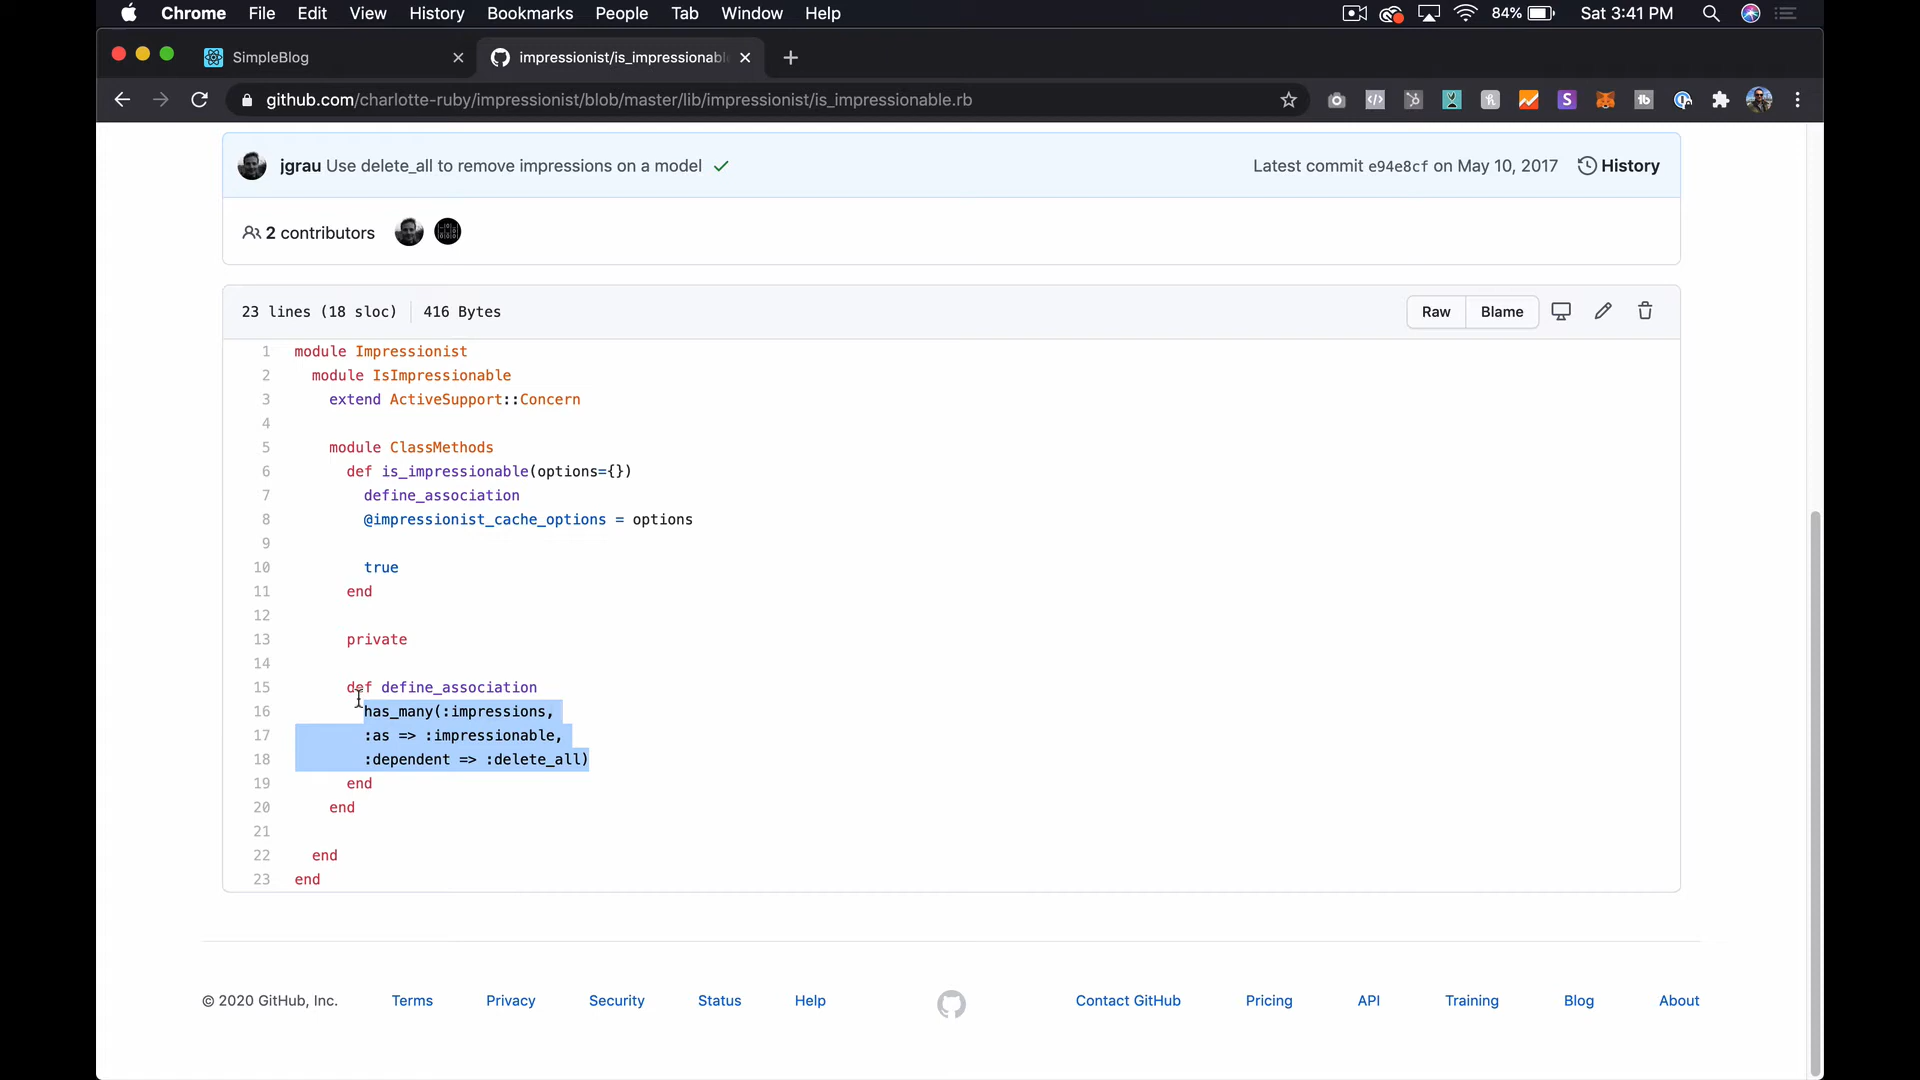 Chrome File Edit View History Bookmarks People Tab Window Help 84% Sat 3:41 PM
SimpleBlog impressionist/is_impressionab
github.com/charlotte-ruby/impressionist/blob/master/lib/impressionist/is_impressionable.rb
jgrau Use delete_all to remove impressions on a model Latest commit e94e8cf on May 10, 2017 History
2 contributors
23 lines (18 sloc) 416 Bytes Raw Blame
1 module Impressionist
2 module IsImpressionable
3 extend ActiveSupport::Concern
4
5 module ClassMethods
6 def is_impressionable(options={})
7 define_association
8 @impressionist_cache_options = options
9
10 true
11 end
12
13 private
14
15 def define_association
16 has_many(:impressions,
17 :as => :impressionable,
18 :dependent => :delete_all)
19 end
20 end
21
22 end
23 end
© 2020 GitHub, Inc. Terms Privacy Security Status Help Contact GitHub Pricing API Training Blog About